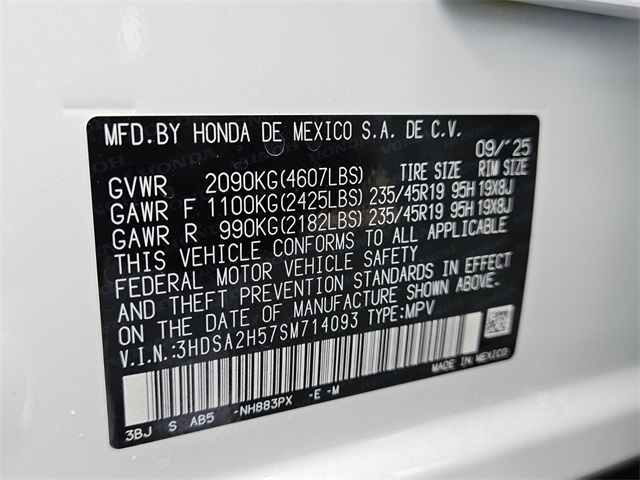 MFD.BY HONDA DE MEXICO S.A. DE C.V.
09/'25
GVWR 2090KG(4607LBS) TIRE SIZE RIM SIZE
GAWR F 1100KG(2425LBS) 235/45R19 95H 19X8J
GAWR R 990KG(2182LBS) 235/45R19 95H 19X8J
THIS VEHICLE CONFORMS TO ALL APPLICABLE
FEDERAL MOTOR VEHICLE SAFETY
AND THEFT PREVENTION STANDARDS IN EFFECT
ON THE DATE OF MANUFACTURE SHOWN ABOVE.
V.I.N.:3HDSA2H57SM714093 TYPE:MPV
MADE IN MEXICO
3BJ S AB5 -NH883PX -E -M